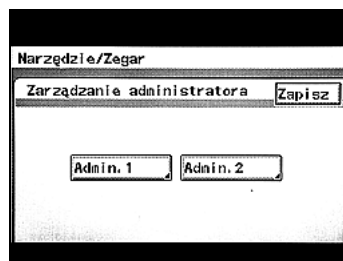 Narzędzie/Zegar
Zarządzanie administratora Zapisz
Admin. 1 Admin. 2